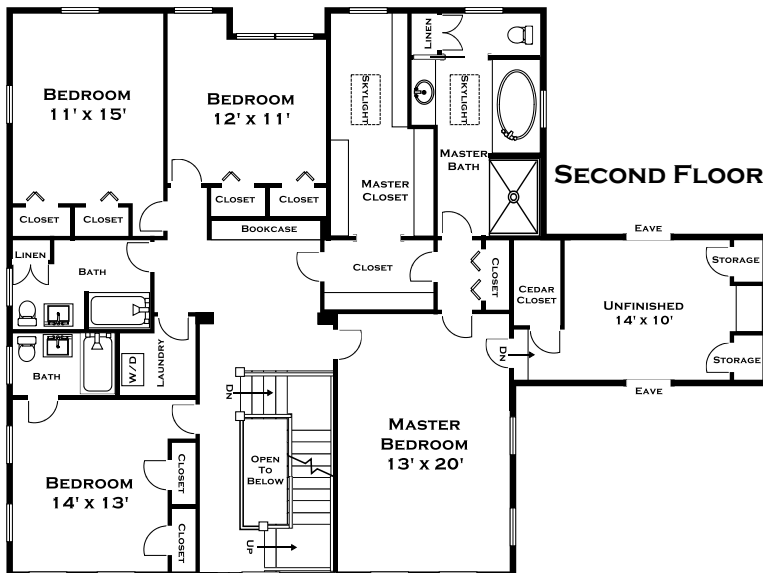 LINEN
BEDROOM
11' X 15'
BEDROOM
12' X 11'
SKYLIGHT
SKYLIGHT
MASTER
BATH
SECOND FLOOR
MASTER
CLOSET
CLOSET
CLOSET
CLOSET
CLOSET
BOOKCASE
EAVE
LINEN
BATH
CLOSET
CLOSET
CEDAR
CLOSET
STORAGE
UNFINISHED
14' X 10'
STORAGE
EAVE
DN
LAUNDRY
W/D
BATH
DN
MASTER
BEDROOM
13' X 20'
OPEN
TO
BELOW
BEDROOM
14' X 13'
CLOSET
CLOSET
UP